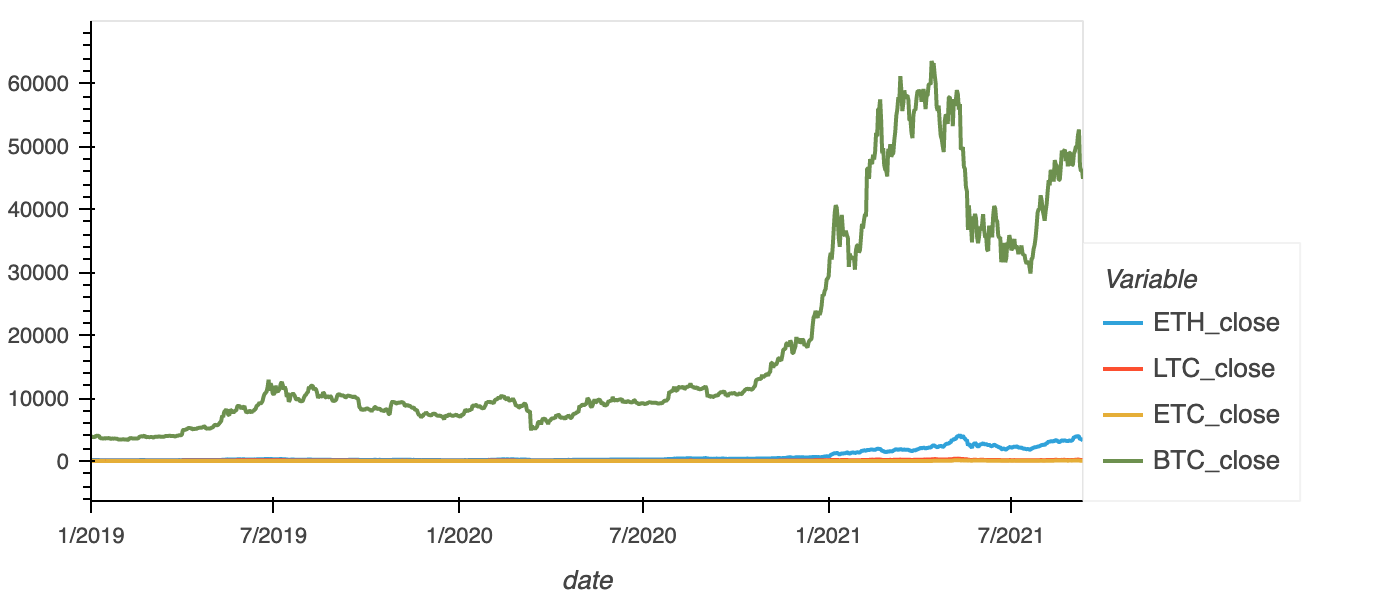 60000
50000
40000
30000
20000
10000
0
1/2019 7/2019 1/2020 7/2020 1/2021 7/2021
date
Variable
ETH_close
LTC_close
ETC_close
BTC_close